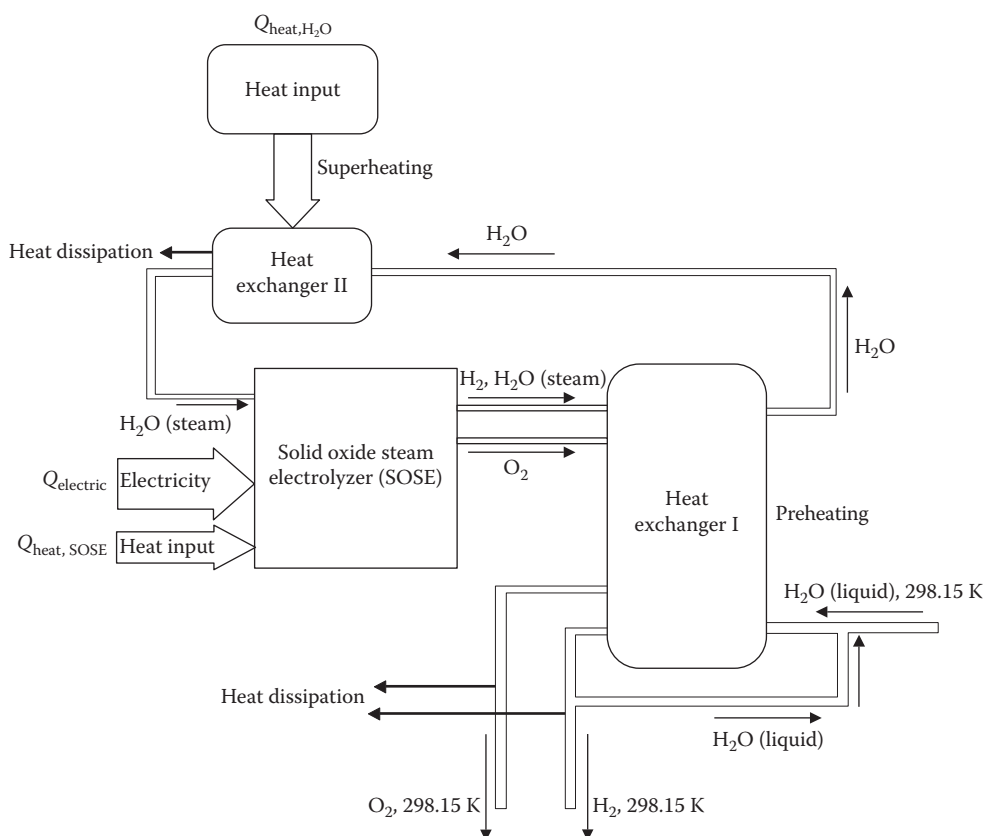 Q_heat,H₂O
Heat input
Superheating
Heat dissipation
Heat
exchanger II
H₂O
H₂O
H₂O (steam)
H₂, H₂O (steam)
O₂
Solid oxide steam
electrolyzer (SOSE)
Q_electric
Electricity
Q_heat, SOSE
Heat input
Heat
exchanger I
Preheating
H₂O (liquid), 298.15 K
Heat dissipation
H₂O (liquid)
O₂, 298.15 K
H₂, 298.15 K